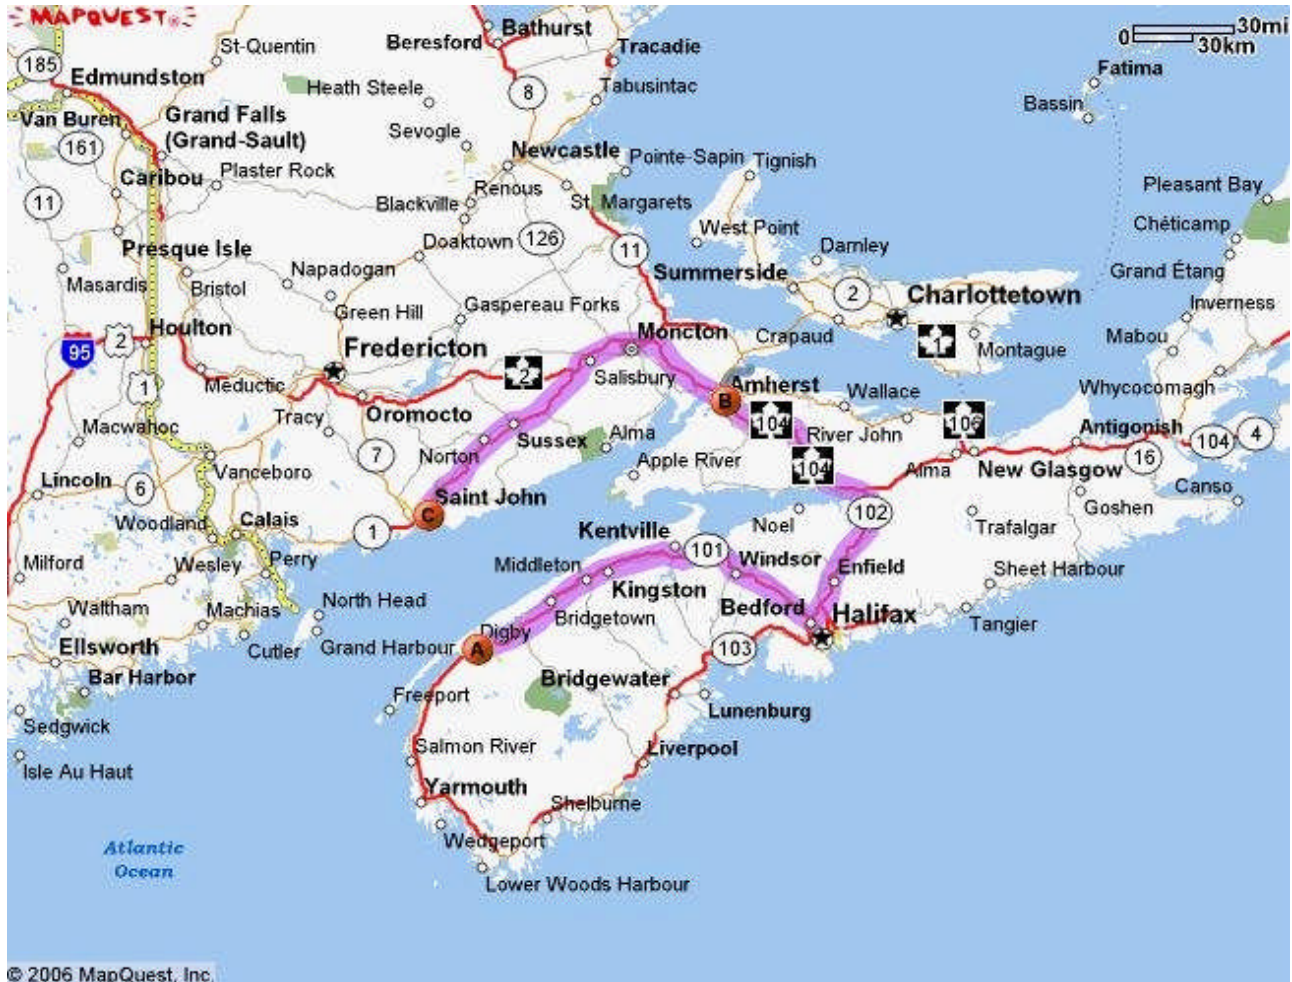 MAPQUEST
30mi
0
30km
Bathurst
Beresford
Tracadie
St-Quentin
185
Edmundston
Fatima
Heath Steele
8
Tabusintac
Bassin
Van Buren
Grand Falls
(Grand-Sault)
Sevogle
161
Newcastle
Pointe-Sapin
Tignish
Caribou
Plaster Rock
Renous
Pleasant Bay
11
Blackville
St. Margarets
Chéticamp
West Point
Presque Isle
Doaktown
126
11
Darnley
Grand Étang
Masardis
Napadogan
Summerside
Bristol
2
Charlottetown
Inverness
Green Hill
Gaspereau Forks
Houlton
2
Moncton
Crapaud
Mabou
95
Fredericton
1
Montague
Salisbury
1
Meductic
2
Amherst
Wallace
Whycocomagh
B
Oromocto
Tracy
104
106
Macwahoc
Sussex
Alma
River John
Antigonish
104
4
Norton
7
Vanceboro
Apple River
104
Alma
New Glasgow
16
Lincoln
6
Saint John
Canso
C
Goshen
Woodland
Calais
1
Kentville
Noel
102
Trafalgar
Milford
Wesley
Perry
Middleton
101
Windsor
Enfield
Sheet Harbour
Kingston
Waltham
Machias
North Head
Bridgetown
Bedford
Halifax
Tangier
Ellsworth
Cutler
Grand Harbour
Digby
A
103
Bar Harbor
Bridgewater
Freeport
Lunenburg
Sedgwick
Salmon River
Liverpool
Isle Au Haut
Yarmouth
Shelburne
Wedgeport
Atlantic
Ocean
Lower Woods Harbour
© 2006 MapQuest, Inc.